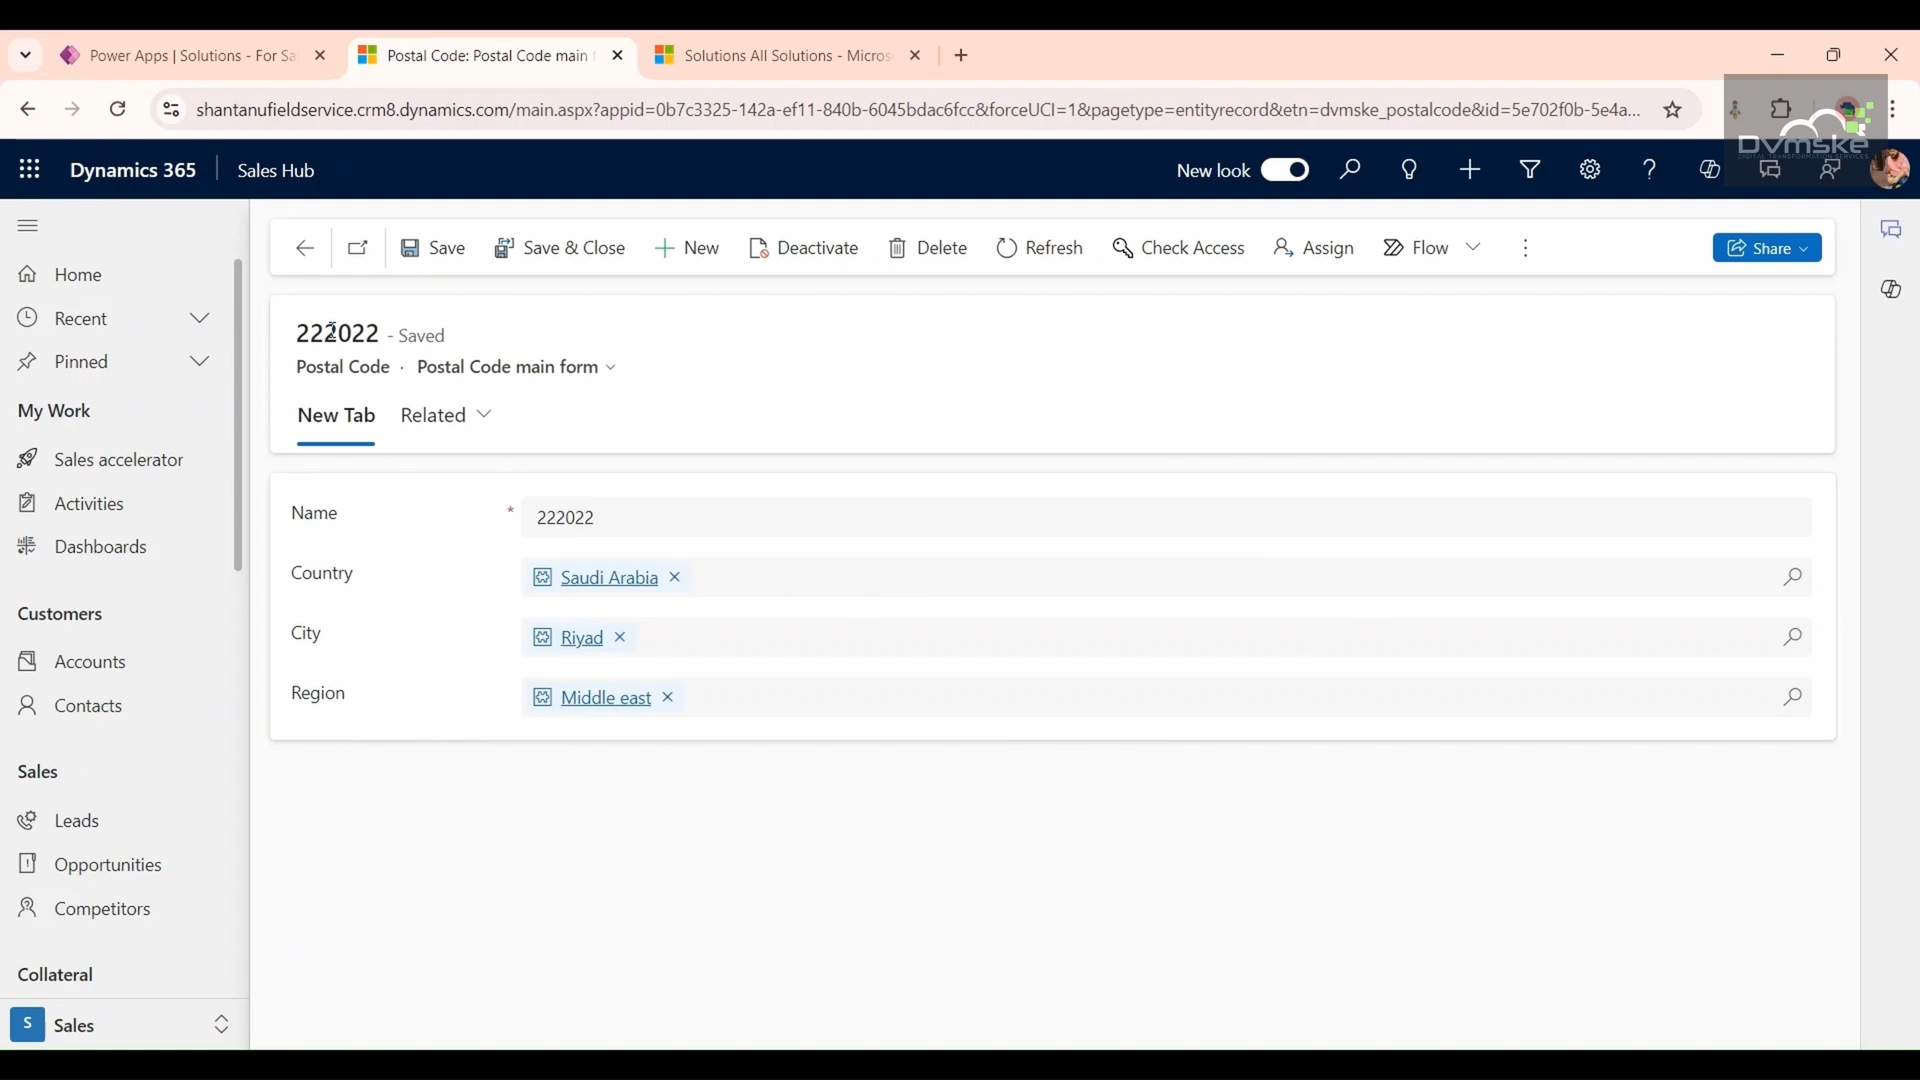 Power Apps | Solutions - For Sa
Postal Code: Postal Code main
Solutions All Solutions - Micros
shantanufieldservice.crm8.dynamics.com/main.aspx?appid=0b7c3325-142a-ef11-840b-6045bdac6fcc&forceUCI=1&pagetype=entityrecord&etn=dvmske_postalcode&id=5e702f0b-5e4a...
Dvmske
DIGITAL TRANSFORMATION SERVICES
Dynamics 365
Sales Hub
New look
Home
Recent
Pinned
My Work
Sales accelerator
Activities
Dashboards
Customers
Accounts
Contacts
Sales
Leads
Opportunities
Competitors
Collateral
S
Sales
Save
Save & Close
New
Deactivate
Delete
Refresh
Check Access
Assign
Flow
Share
222022 - Saved
Postal Code · Postal Code main form
New Tab
Related
Name * 222022
Country Saudi Arabia
City Riyad
Region Middle east